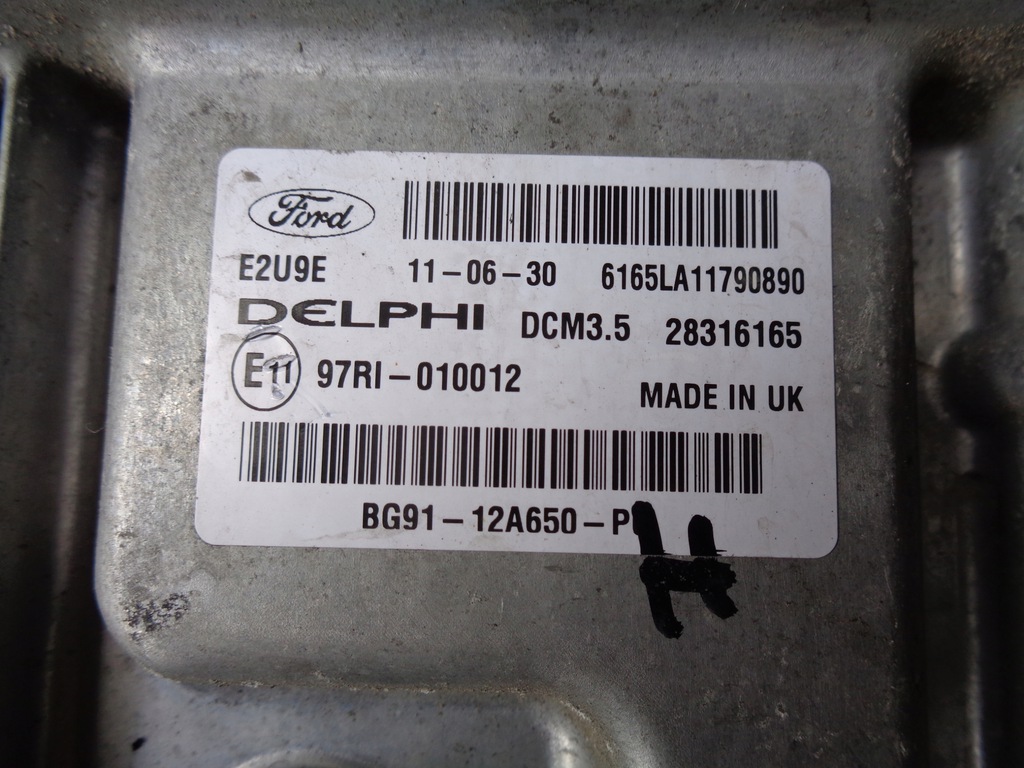 Ford
E2U9E 11-06-30 6165LA11790890
DELPHI DCM3.5 28316165
E11 97RI-010012
MADE IN UK
BG91-12A650-P
H